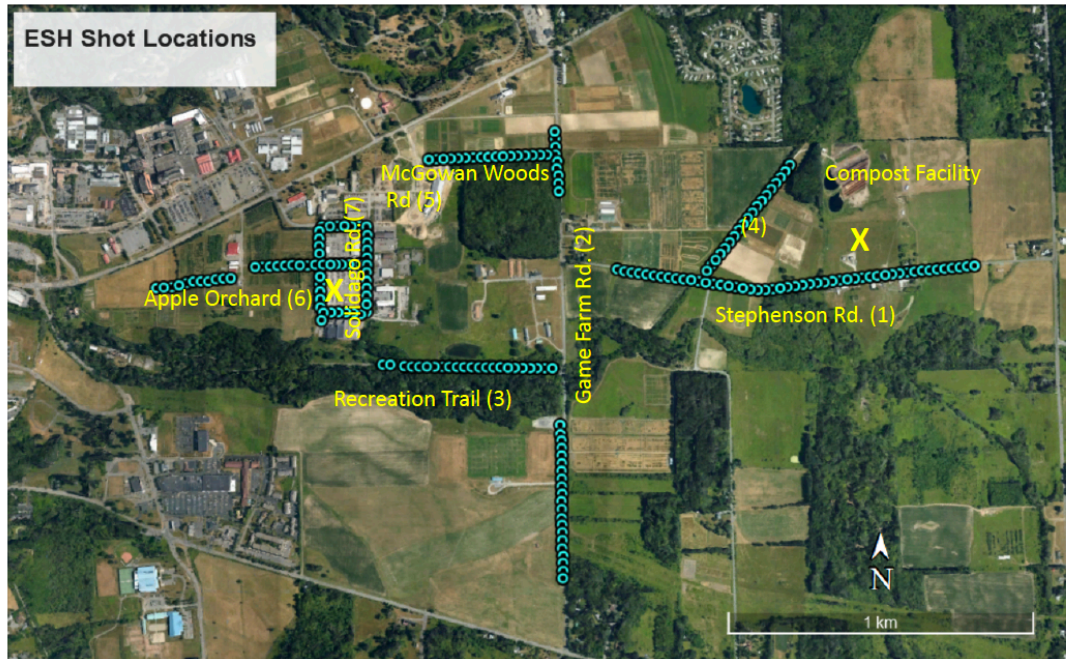 ESH Shot Locations
McGowan Woods
Rd (5)
Compost Facility
Solidago Rd.(7)
(4)
X
Game Farm Rd. (2)
Apple Orchard (6)
X
Stephenson Rd. (1)
Recreation Trail (3)
N
1 km